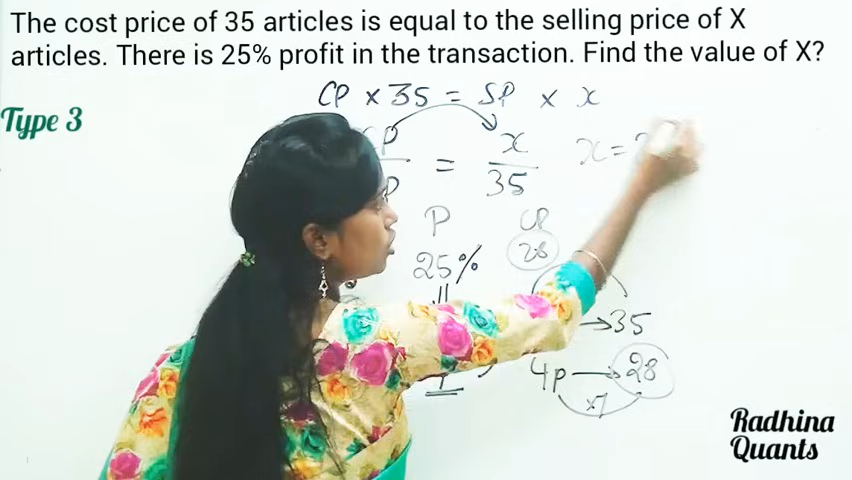 The cost price of 35 articles is equal to the selling price of X
articles. There is 25% profit in the transaction. Find the value of X?
Type 3
CP × 35 = SP × x
= x
35
x =
P CP
25% 28
→35
4p → 28
×7
Radhina
Quants